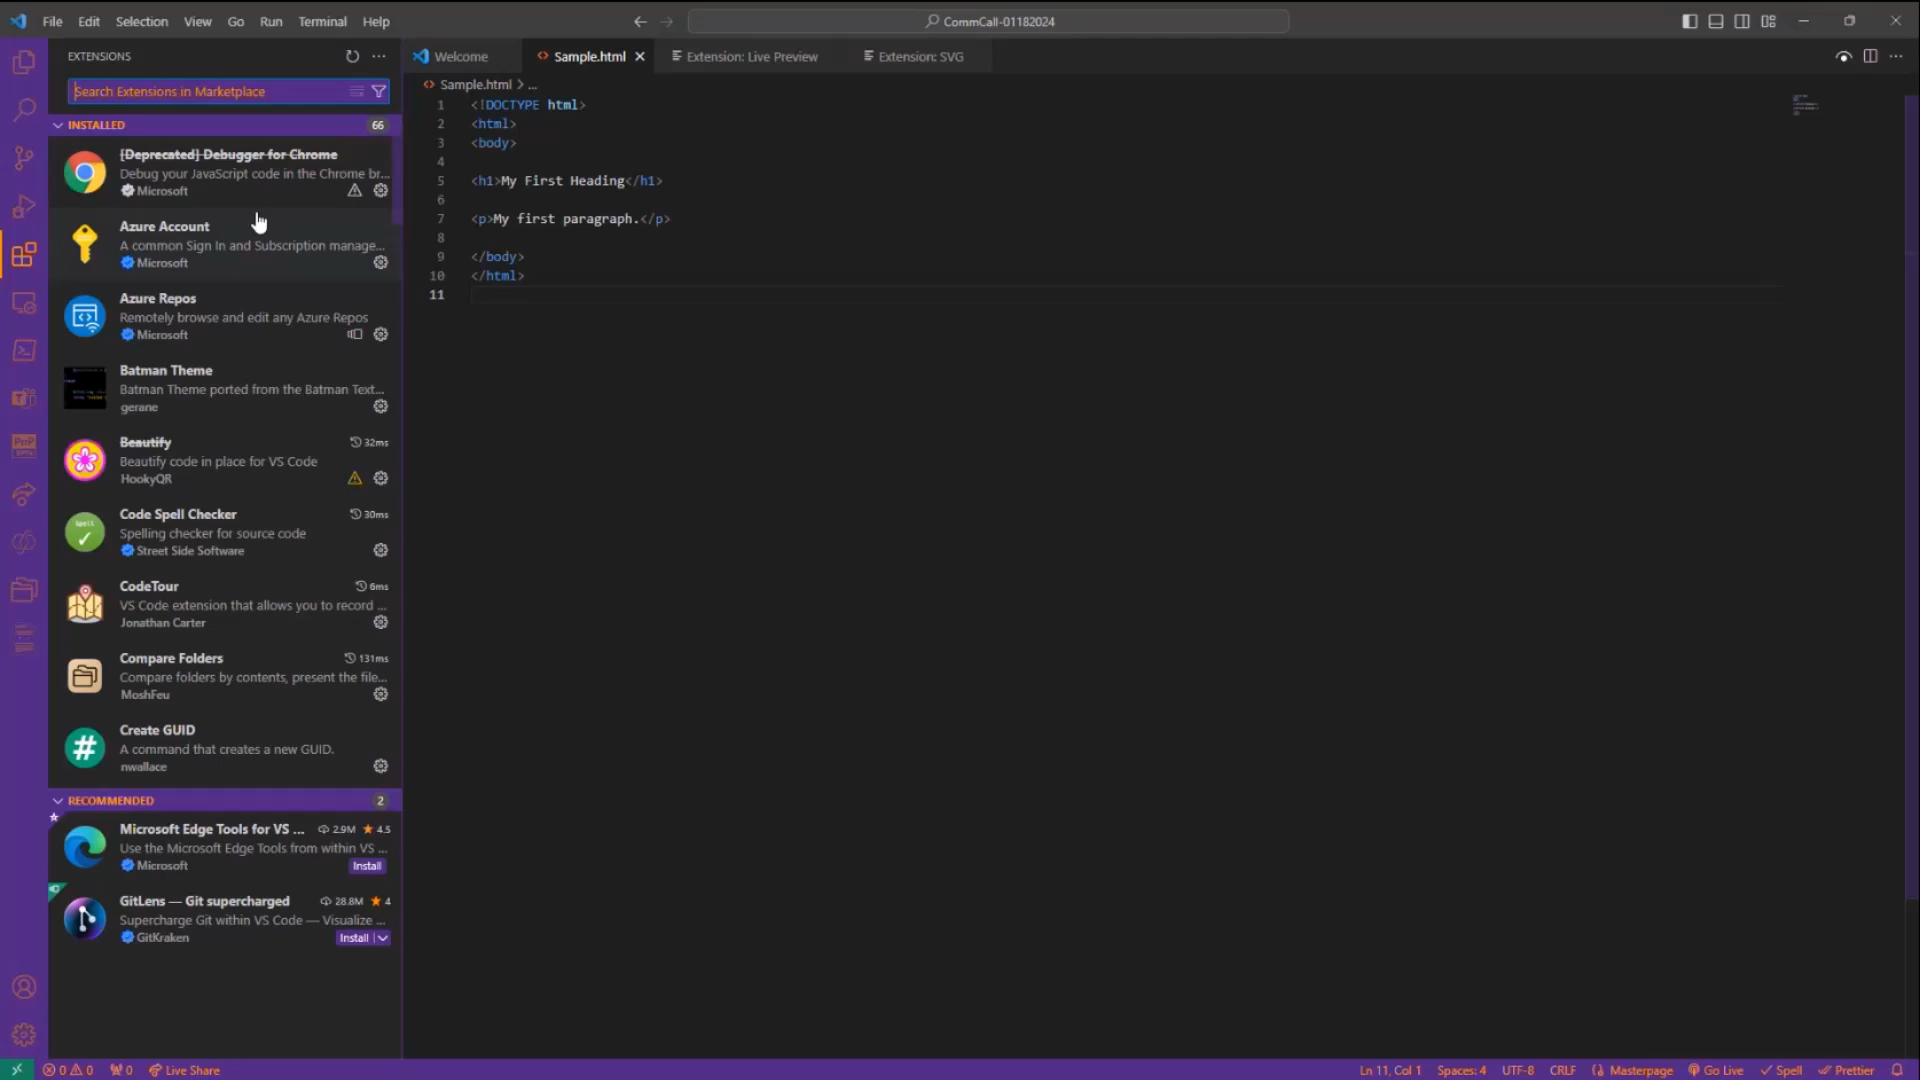 File Edit Selection View Go Run Terminal Help
CommCall-01182024
EXTENSIONS
Search Extensions in Marketplace
INSTALLED 66
[Deprecated] Debugger for Chrome
Debug your JavaScript code in the Chrome br...
Microsoft
Azure Account
A common Sign In and Subscription manage...
Microsoft
Azure Repos
Remotely browse and edit any Azure Repos
Microsoft
Batman Theme
Batman Theme ported from the Batman Text...
gerane
Beautify 32ms
Beautify code in place for VS Code
HookyQR
Code Spell Checker 30ms
Spelling checker for source code
Street Side Software
CodeTour 6ms
VS Code extension that allows you to record ...
Jonathan Carter
Compare Folders 131ms
Compare folders by contents, present the file...
MoshFeu
Create GUID
A command that creates a new GUID.
nwallace
RECOMMENDED 2
Microsoft Edge Tools for VS ... 2.9M 4.5
Use the Microsoft Edge Tools from within VS ...
Microsoft Install
GitLens — Git supercharged 28.8M 4
Supercharge Git within VS Code — Visualize ...
GitKraken Install
Welcome Sample.html Extension: Live Preview Extension: SVG
Sample.html > ...
1 <!DOCTYPE html>
2 <html>
3 <body>
4
5 <h1>My First Heading</h1>
6
7 <p>My first paragraph.</p>
8
9 </body>
10 </html>
11
0 0 0 Live Share
Ln 11, Col 1 Spaces: 4 UTF-8 CRLF Masterpage Go Live Spell Prettier